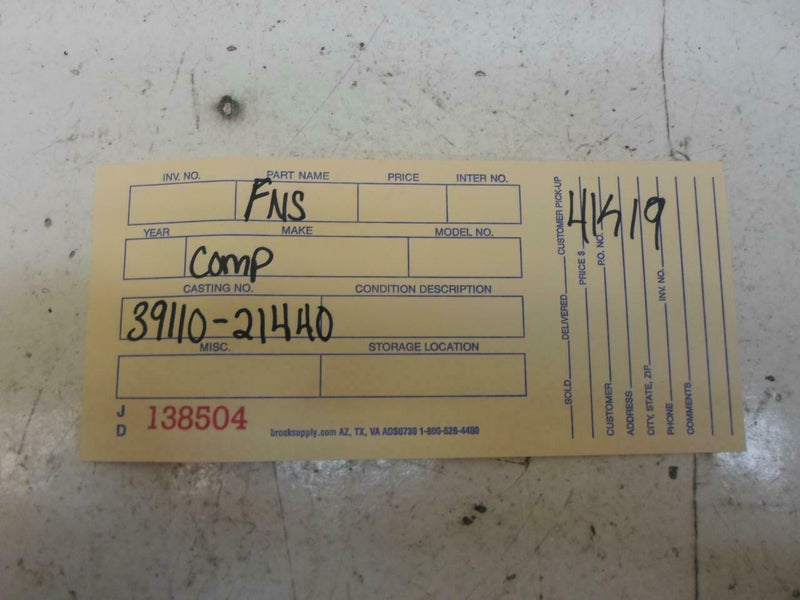 INV. NO. PART NAME PRICE INTER NO.
FNS
YEAR MAKE MODEL NO.
COMP
CASTING NO. CONDITION DESCRIPTION
39110-21440
MISC. STORAGE LOCATION
J
D
138504
brocksupply.com AZ, TX, VA ADS0730 1-800-528-4400
SOLD DELIVERED CUSTOMER PICK-UP
PRICE $
CUSTOMER P.O. NO.
ADDRESS
CITY, STATE, ZIP
PHONE INV. NO.
COMMENTS